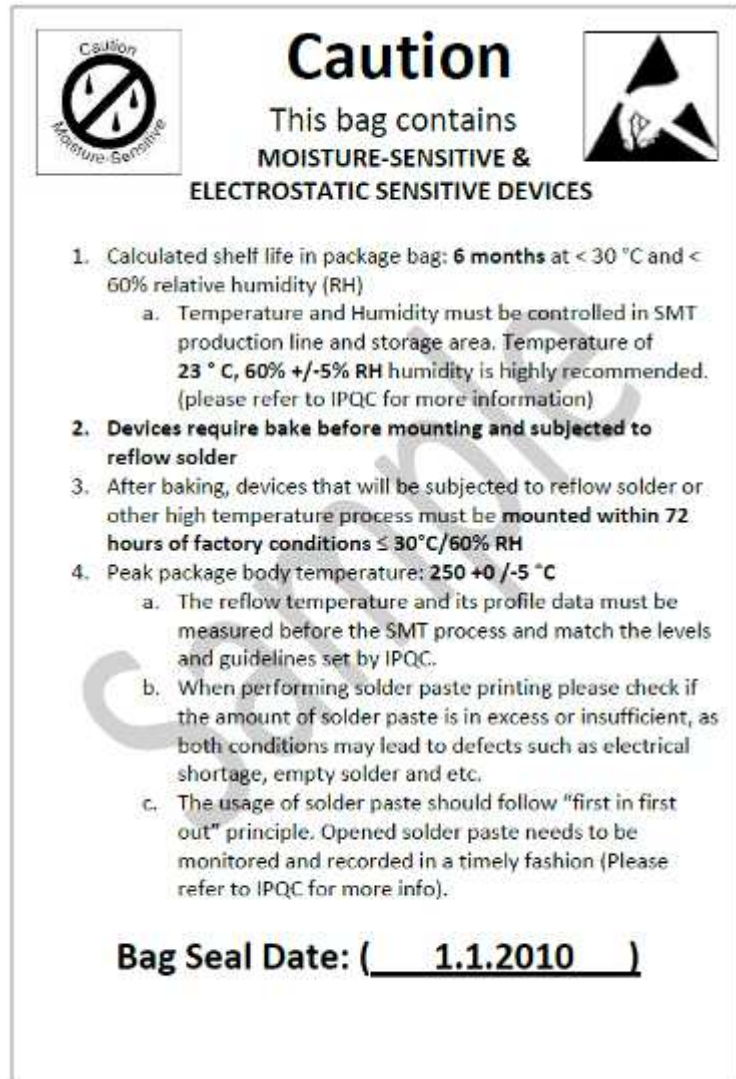 Caution
Moisture-Sensitive
Caution
This bag contains
MOISTURE-SENSITIVE &
ELECTROSTATIC SENSITIVE DEVICES
1. Calculated shelf life in package bag: 6 months at < 30 °C and <
60% relative humidity (RH)
a. Temperature and Humidity must be controlled in SMT
production line and storage area. Temperature of
23 ° C, 60% +/-5% RH humidity is highly recommended.
(please refer to IPQC for more information)
2. Devices require bake before mounting and subjected to
reflow solder
3. After baking, devices that will be subjected to reflow solder or
other high temperature process must be mounted within 72
hours of factory conditions ≤ 30°C/60% RH
4. Peak package body temperature: 250 +0 /-5 °C
a. The reflow temperature and its profile data must be
measured before the SMT process and match the levels
and guidelines set by IPQC.
b. When performing solder paste printing please check if
the amount of solder paste is in excess or insufficient, as
both conditions may lead to defects such as electrical
shortage, empty solder and etc.
c. The usage of solder paste should follow “first in first
out” principle. Opened solder paste needs to be
monitored and recorded in a timely fashion (Please
refer to IPQC for more info).
Bag Seal Date: ( 1.1.2010 )
Sample